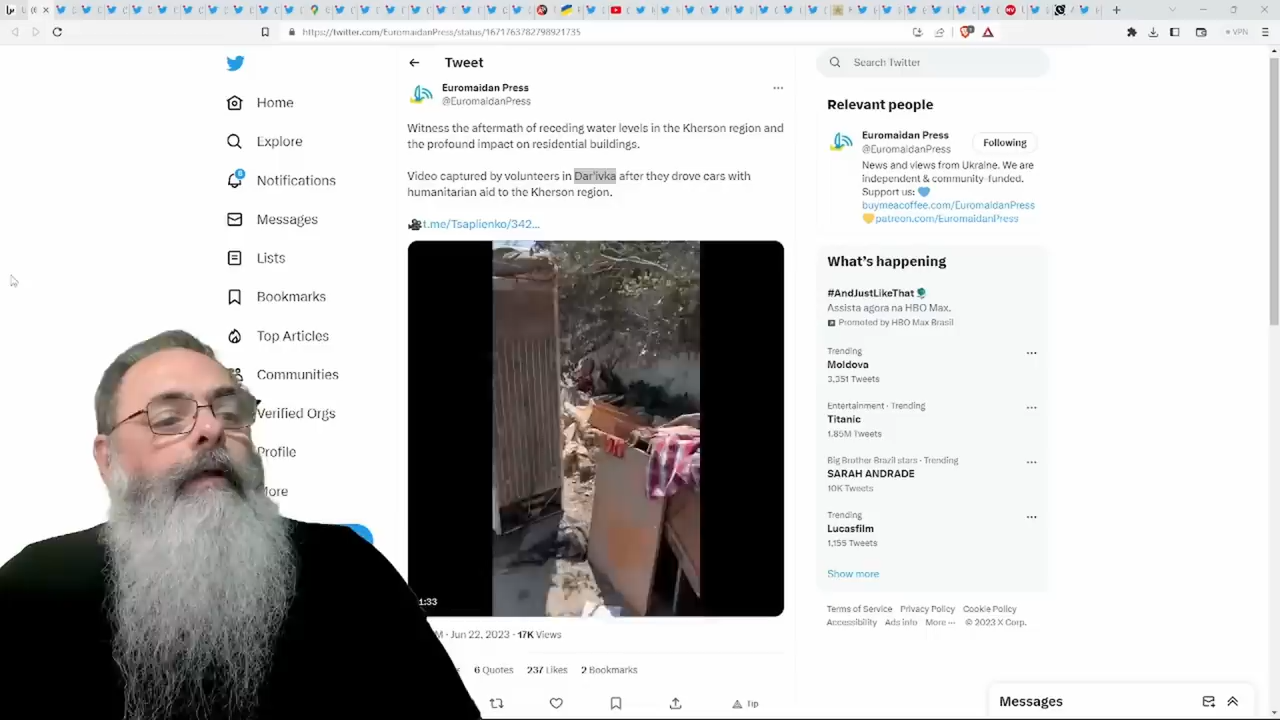 https://twitter.com/EuromaidanPress/status/1671763782798921735
VPN
Home
Explore
6
Notifications
Messages
Lists
Bookmarks
Top Articles
Communities
Verified Orgs
Profile
More
Tweet
Euromaidan Press
@EuromaidanPress
Witness the aftermath of receding water levels in the Kherson region and
the profound impact on residential buildings.
Video captured by volunteers in Dar'ivka after they drove cars with
humanitarian aid to the Kherson region.
t.me/Tsaplienko/342...
1:33
M · Jun 22, 2023 · 17K Views
6 Quotes 237 Likes 2 Bookmarks
Tip
Search Twitter
Relevant people
Euromaidan Press
@EuromaidanPress
Following
News and views from Ukraine. We are
independent & community-funded.
Support us:
buymeacoffee.com/EuromaidanPress
patreon.com/EuromaidanPress
What's happening
#AndJustLikeThat
Assista agora na HBO Max.
Promoted by HBO Max Brasil
Trending
Moldova
3,351 Tweets
Entertainment · Trending
Titanic
1.85M Tweets
Big Brother Brazil stars · Trending
SARAH ANDRADE
10K Tweets
Trending
Lucasfilm
1,155 Tweets
Show more
Terms of Service Privacy Policy Cookie Policy
Accessibility Ads info More ··· © 2023 X Corp.
Messages